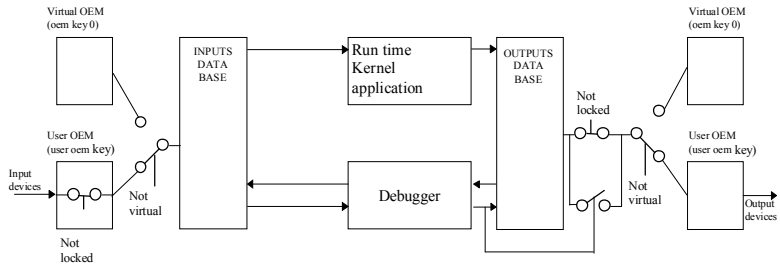 Virtual OEM
(oem key 0)
INPUTS
DATA
BASE
Run time
Kernel
application
OUTPUTS
DATA
BASE
Virtual OEM
(oem key 0)
Not
locked
User OEM
(user oem key)
Input
devices
Not
virtual
Not
locked
Debugger
User OEM
(user oem key)
Not
virtual
Output
devices